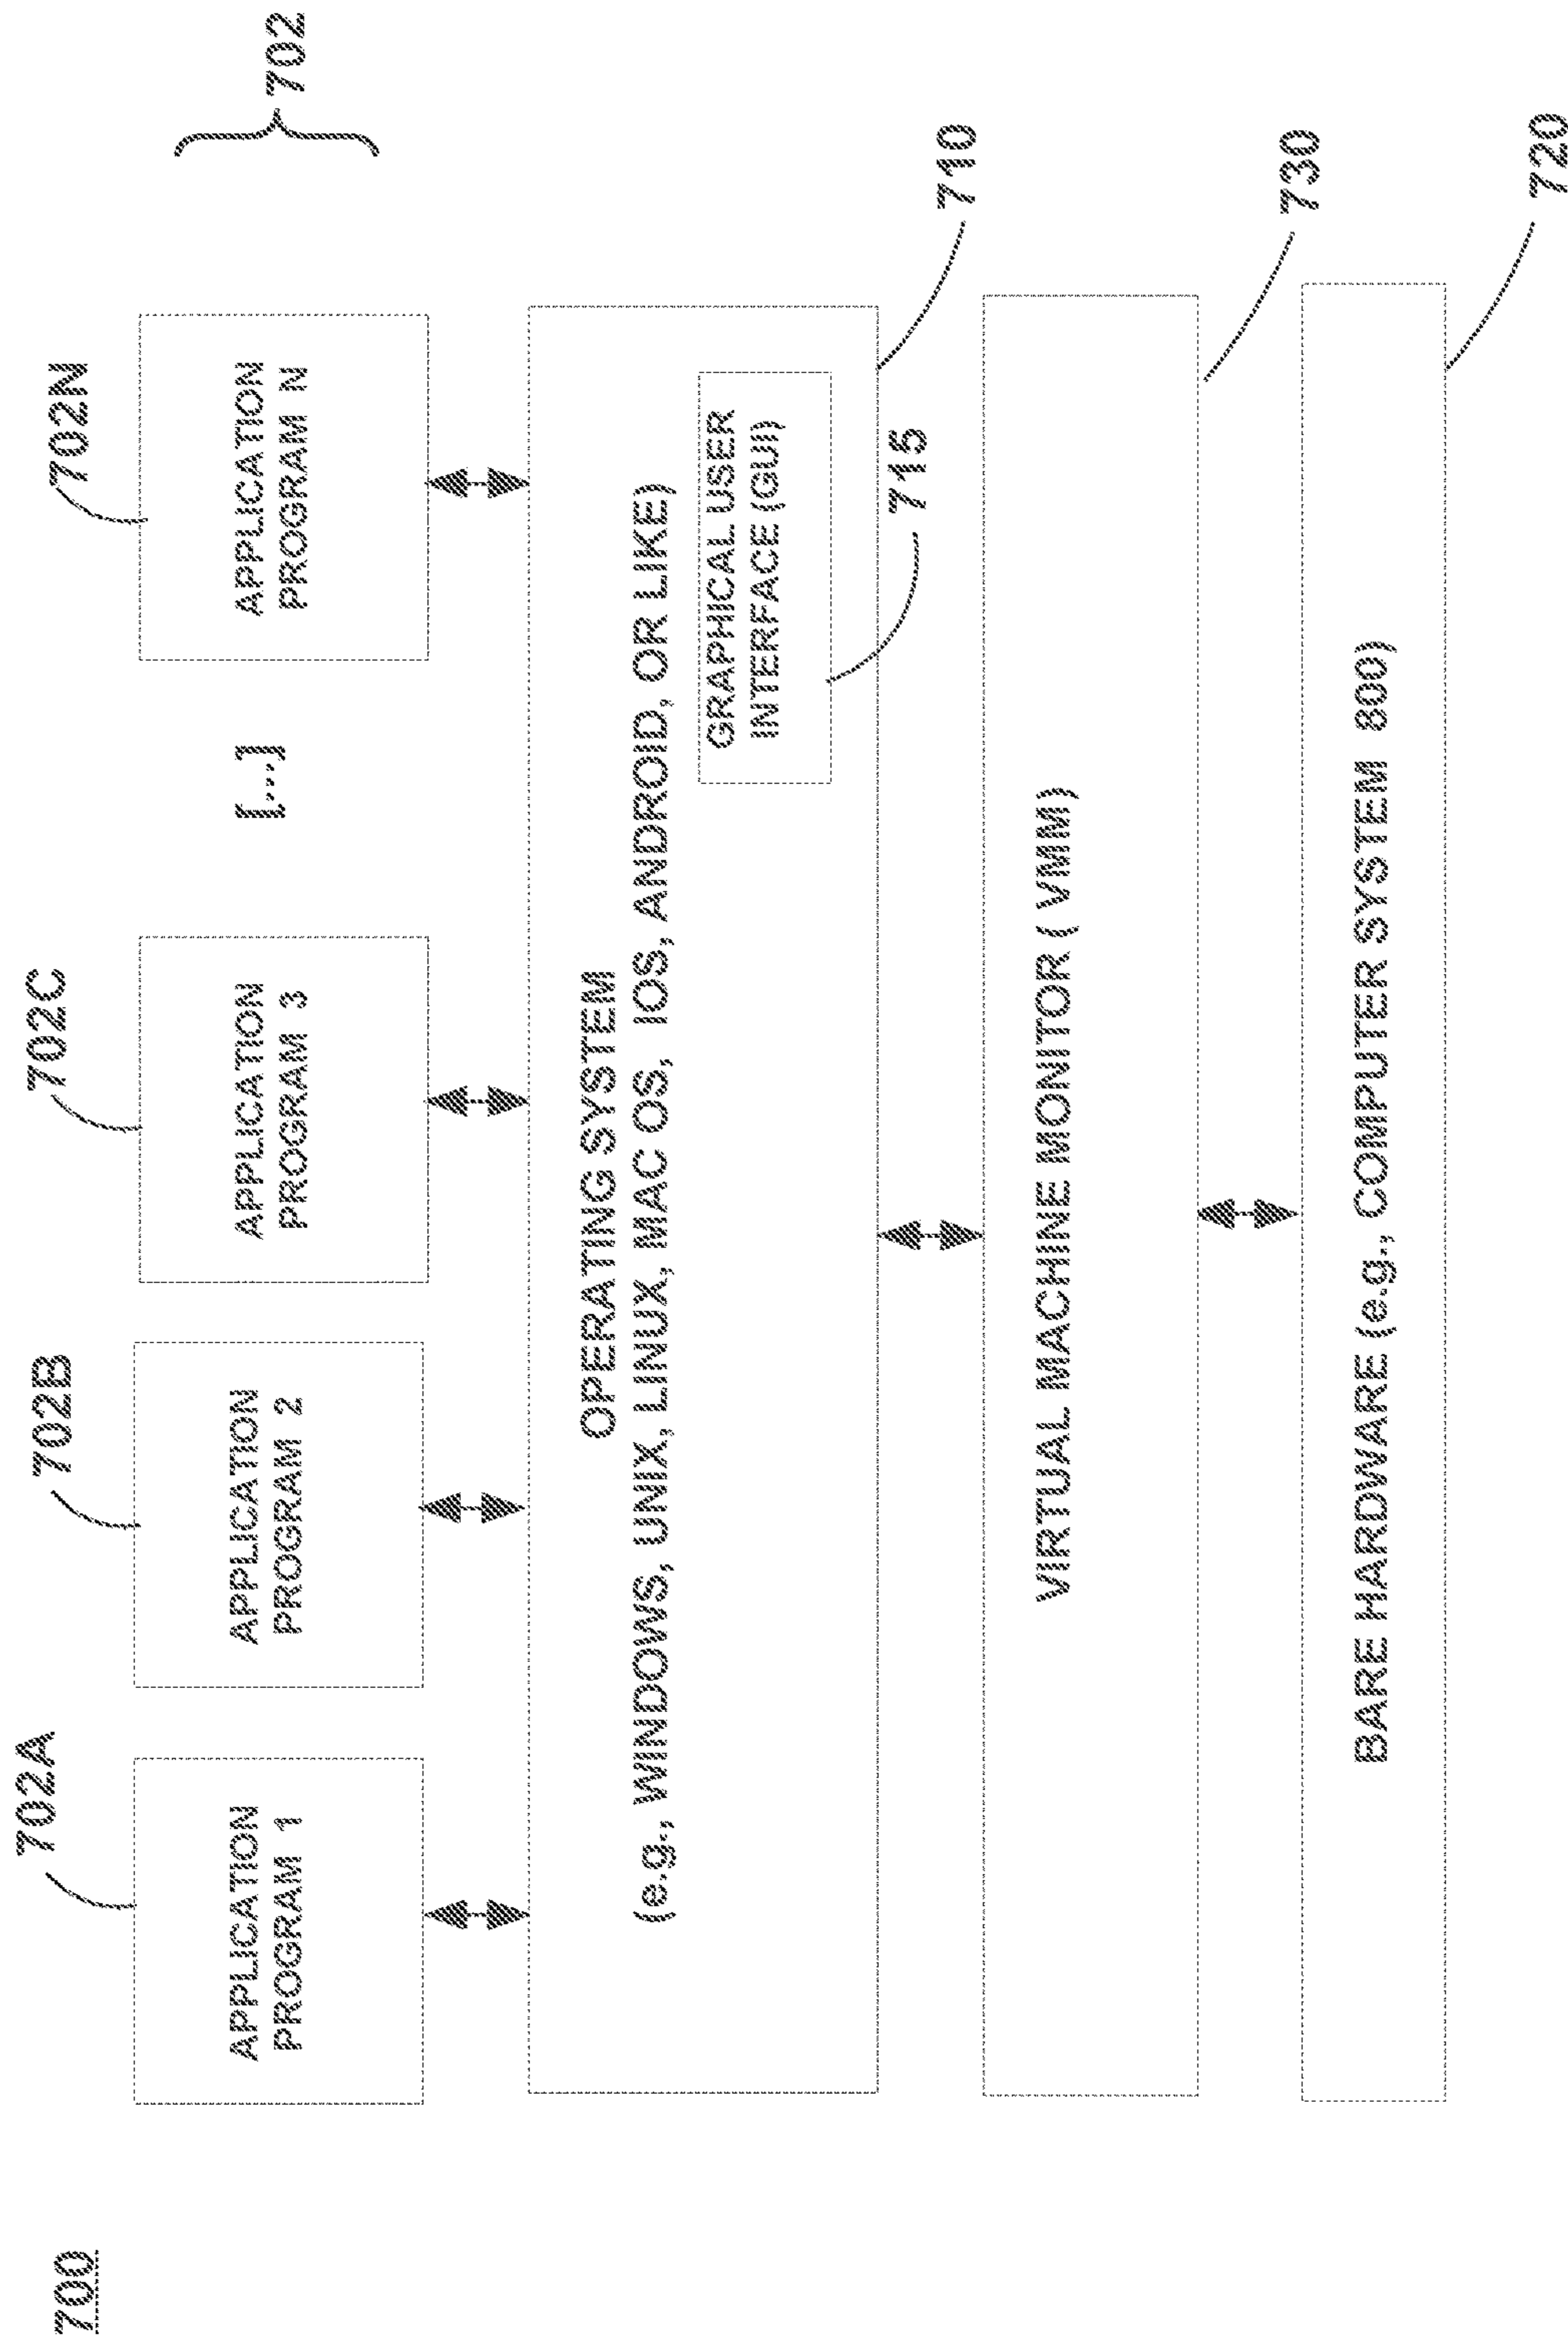 700
702A
702B
702C
702N
702
APPLICATION
PROGRAM 1
APPLICATION
PROGRAM 2
APPLICATION
PROGRAM 3
[...]
APPLICATION
PROGRAM N
OPERATING SYSTEM
(e.g., WINDOWS, UNIX, LINUX, MAC OS, IOS, ANDROID, OR LIKE)
GRAPHICAL USER
INTERFACE (GUI)
715
710
VIRTUAL MACHINE MONITOR ( VMM)
730
BARE HARDWARE (e.g., COMPUTER SYSTEM 800)
720